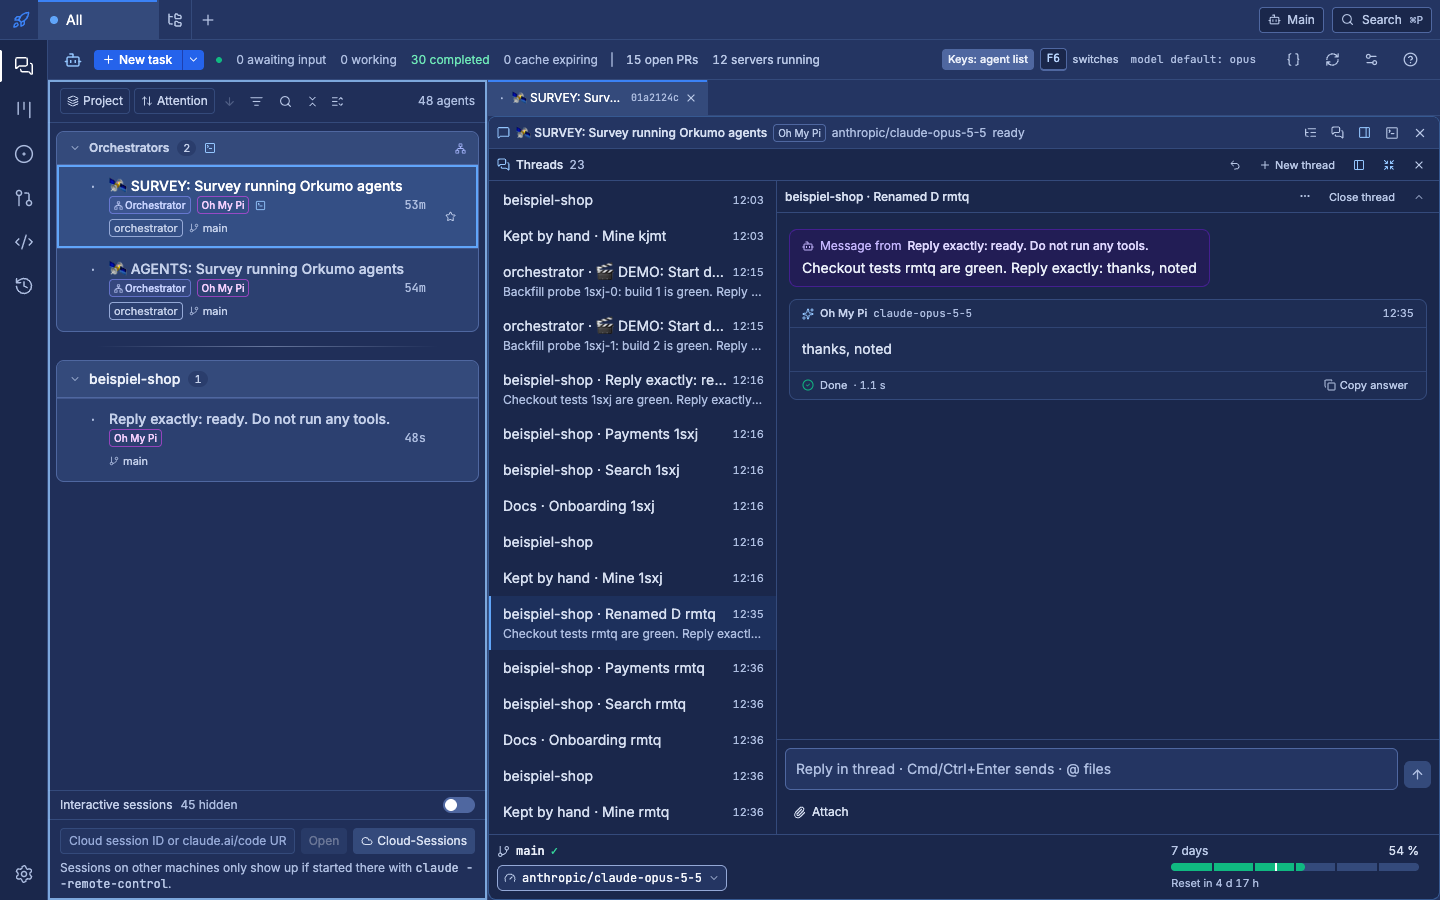 All
Main
Search ⌘P
New task
0 awaiting input
0 working
30 completed
0 cache expiring
15 open PRs
12 servers running
Keys: agent list
F6
switches
model default: opus
Project
Attention
48 agents
Orchestrators 2
SURVEY: Survey running Orkumo agents
Orchestrator
Oh My Pi
53m
orchestrator
main
AGENTS: Survey running Orkumo agents
Orchestrator
Oh My Pi
54m
orchestrator
main
beispiel-shop 1
Reply exactly: ready. Do not run any tools.
Oh My Pi
48s
main
Interactive sessions 45 hidden
Cloud session ID or claude.ai/code UR
Open
Cloud-Sessions
Sessions on other machines only show up if started there with claude -
-remote-control.
SURVEY: Surv... 01a2124c
SURVEY: Survey running Orkumo agents Oh My Pi anthropic/claude-opus-5-5 ready
Threads 23
New thread
beispiel-shop 12:03
Kept by hand · Mine kjmt 12:03
orchestrator · 🎬 DEMO: Start d... 12:15
Backfill probe 1sxj-0: build 1 is green. Reply ...
orchestrator · 🎬 DEMO: Start d... 12:15
Backfill probe 1sxj-1: build 2 is green. Reply ...
beispiel-shop · Reply exactly: re... 12:16
Checkout tests 1sxj are green. Reply exactly...
beispiel-shop · Payments 1sxj 12:16
beispiel-shop · Search 1sxj 12:16
Docs · Onboarding 1sxj 12:16
beispiel-shop 12:16
Kept by hand · Mine 1sxj 12:16
beispiel-shop · Renamed D rmtq 12:35
Checkout tests rmtq are green. Reply exactl...
beispiel-shop · Payments rmtq 12:36
beispiel-shop · Search rmtq 12:36
Docs · Onboarding rmtq 12:36
beispiel-shop 12:36
Kept by hand · Mine rmtq 12:36
beispiel-shop · Renamed D rmtq
Close thread
Message from Reply exactly: ready. Do not run any tools.
Checkout tests rmtq are green. Reply exactly: thanks, noted
Oh My Pi claude-opus-5-5 12:35
thanks, noted
Done · 1.1 s
Copy answer
Reply in thread · Cmd/Ctrl+Enter sends · @ files
Attach
main ✓
anthropic/claude-opus-5-5
7 days 54 %
Reset in 4 d 17 h